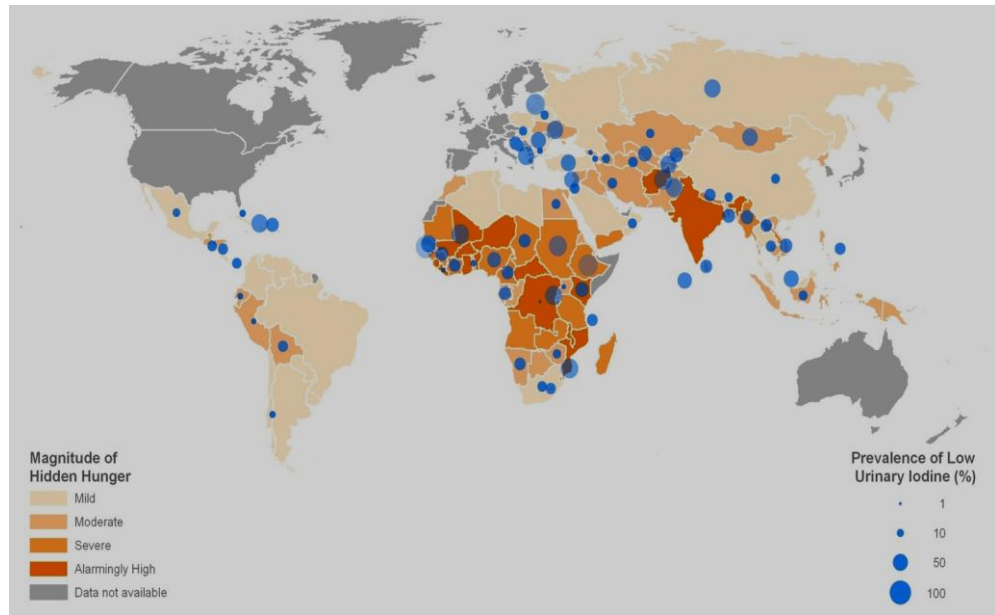 Magnitude of
Hidden Hunger
Mild
Moderate
Severe
Alarmingly High
Data not available
Prevalence of Low
Urinary Iodine (%)
1
10
50
100